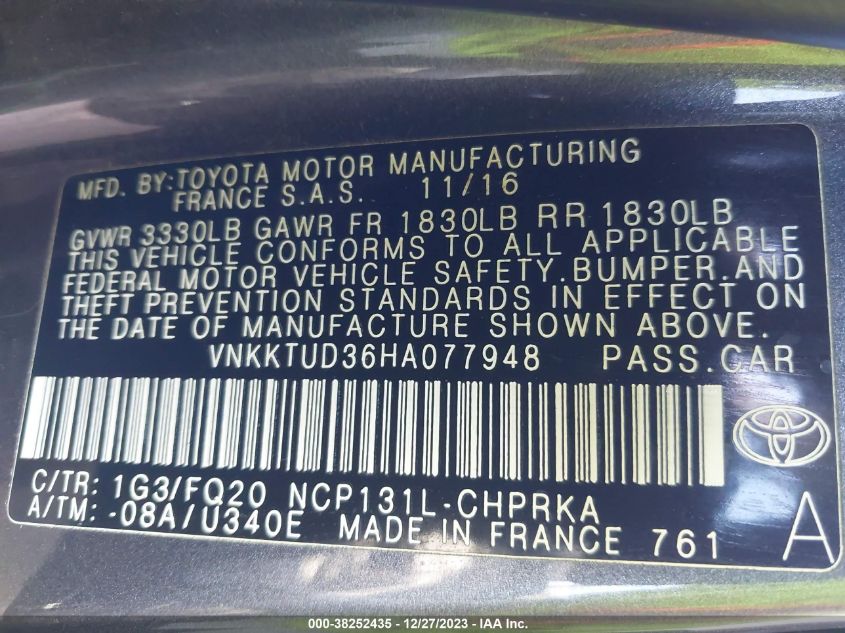 MFD. BY:TOYOTA MOTOR MANUFACTURING
FRANCE S.A.S. 11/16
GVWR 3330LB GAWR FR 1830LB RR 1830LB
THIS VEHICLE CONFORMS TO ALL APPLICABLE
FEDERAL MOTOR VEHICLE SAFETY.BUMPER.AND
THEFT PREVENTION STANDARDS IN EFFECT ON
THE DATE OF MANUFACTURE SHOWN ABOVE.
VNKKTUD36HA077948 PASS.CAR
C/TR: 1G3/FQ20 NCP131L-CHPRKA
A/TM: -08A/U340E MADE IN FRANCE 761 A
000-38252435 - 12/27/2023 - IAA Inc.